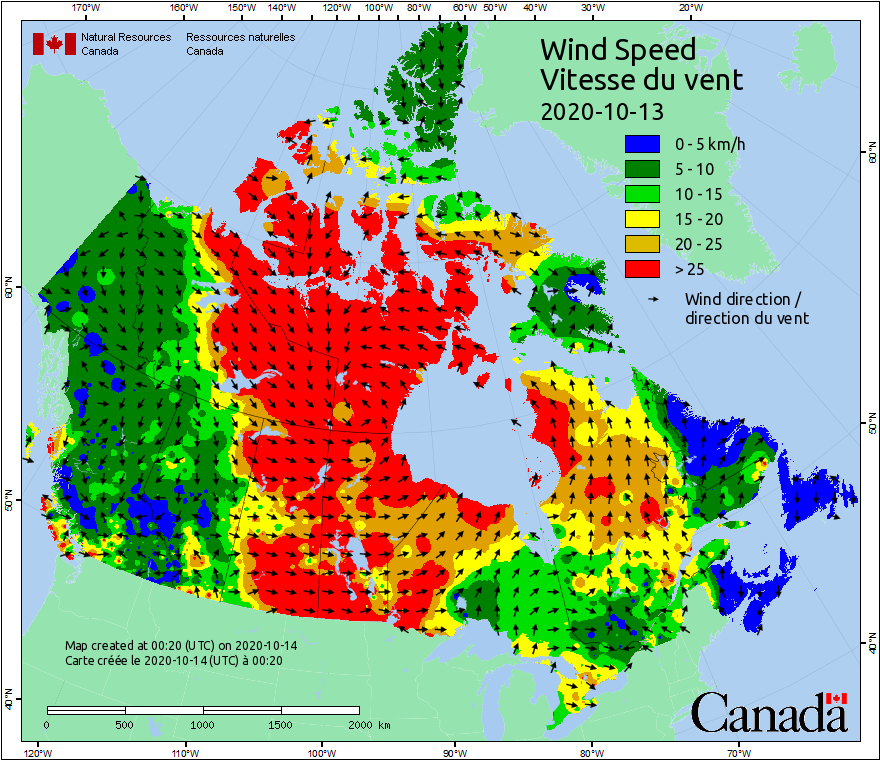 170°W 160°W 150°W 140°W 130°W 120°W 110°W 100°W 90°W 80°W 70°W 60°W 50°W 40°W 30°W 20°W
Natural Resources Ressources naturelles
Canada Canada
Wind Speed
Vitesse du vent
2020-10-13
0 - 5 km/h
5 - 10
10 - 15
15 - 20
20 - 25
> 25
Wind direction /
direction du vent
60°N 60°N
50°N 50°N
40°N 40°N
Map created at 00:20 (UTC) on 2020-10-14
Carte créée le 2020-10-14 (UTC) à 00:20
0 500 1000 1500 2000 km
Canada
120°W 110°W 100°W 90°W 80°W 70°W